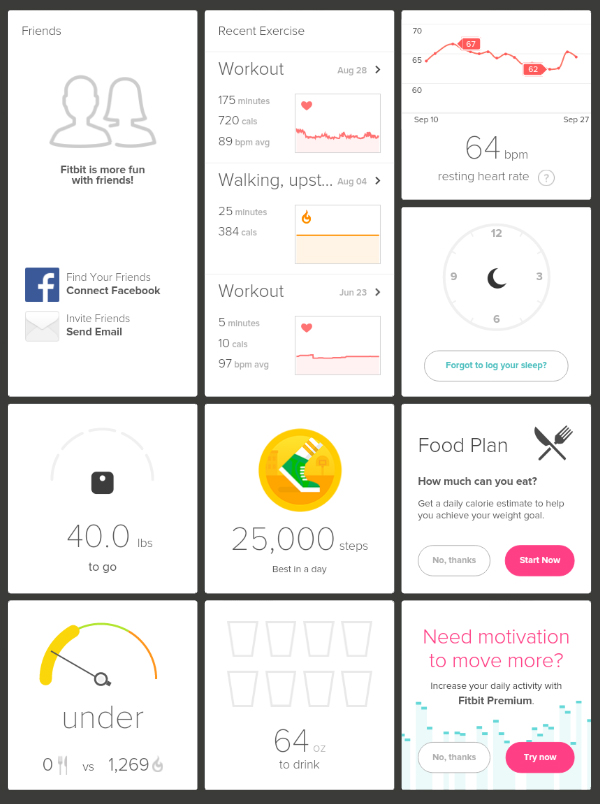 Friends
Fitbit is more fun
with friends!
Find Your Friends
Connect Facebook
Invite Friends
Send Email
Recent Exercise
Workout Aug 28
175 minutes
720 cals
89 bpm avg
Walking, upst... Aug 04
25 minutes
384 cals
Workout Jun 23
5 minutes
10 cals
97 bpm avg
70
67
65
62
60
Sep 10 Sep 27
64 bpm
resting heart rate ?
12
9 3
6
Forgot to log your sleep?
40.0 lbs
to go
25,000 steps
Best in a day
Food Plan
How much can you eat?
Get a daily calorie estimate to help
you achieve your weight goal.
No, thanks Start Now
under
0 vs 1,269
64 oz
to drink
Need motivation
to move more?
Increase your daily activity with
Fitbit Premium.
No, thanks Try now